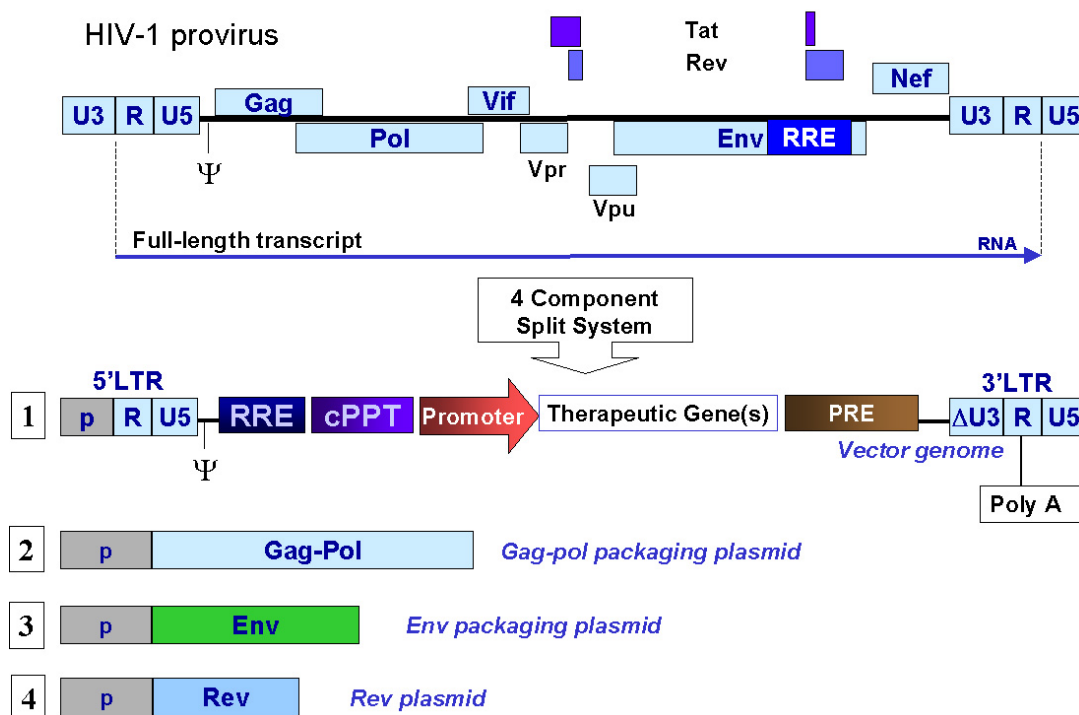 HIV-1 provirus
Tat
Rev
Nef
Gag
Vif
U3 R U5
U3 R U5
Pol
Env RRE
Ψ
Vpr
Vpu
Full-length transcript
RNA
4 Component
Split System
5'LTR
3'LTR
1
p R U5 RRE cPPT Promoter Therapeutic Gene(s) PRE ΔU3 R U5
Vector genome
Ψ
Poly A
2 p Gag-Pol Gag-pol packaging plasmid
3 p Env Env packaging plasmid
4 p Rev Rev plasmid